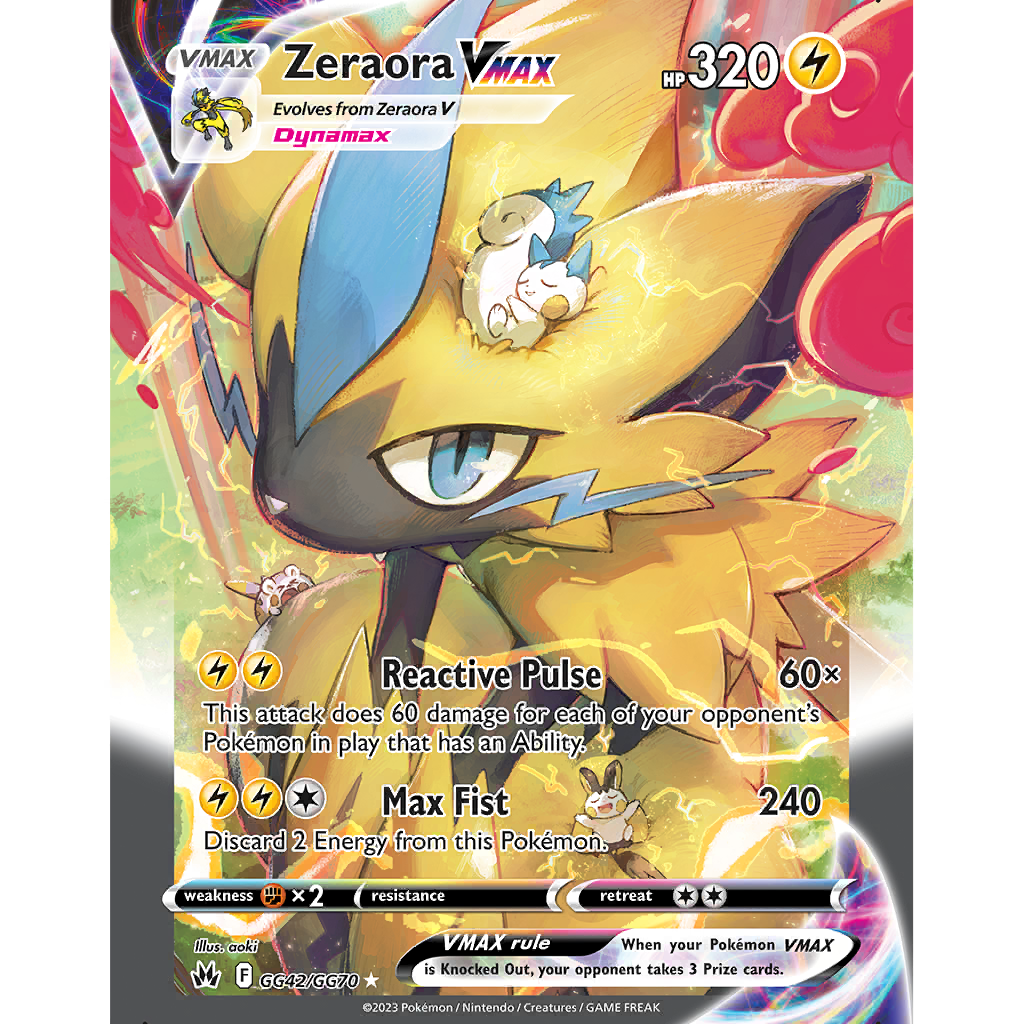 VMAX
Zeraora VMAX
HP 320
Evolves from Zeraora V
Dynamax
Reactive Pulse 60×
This attack does 60 damage for each of your opponent's
Pokémon in play that has an Ability.
Max Fist 240
Discard 2 Energy from this Pokémon.
weakness ×2 resistance retreat
Illus. aoki
VMAX rule When your Pokémon VMAX
is Knocked Out, your opponent takes 3 Prize cards.
F GG42/GG70
©2023 Pokémon / Nintendo / Creatures / GAME FREAK